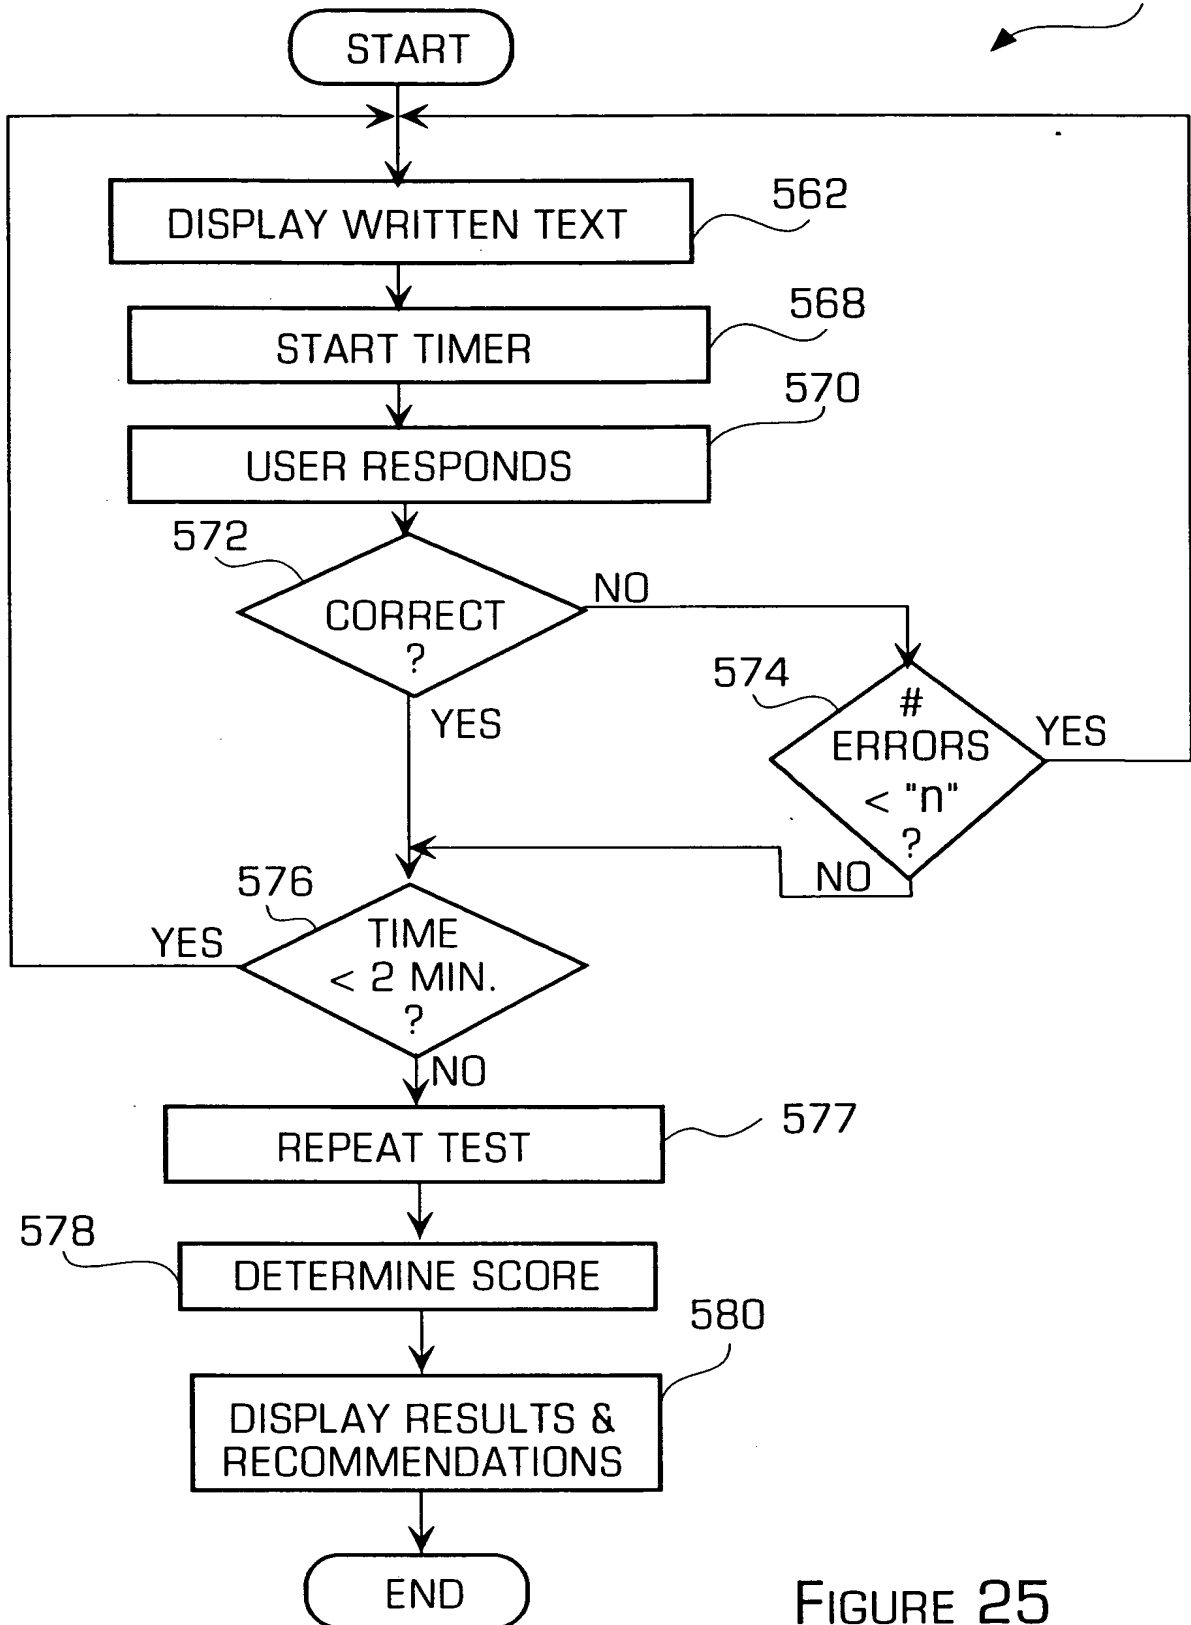 START
DISPLAY WRITTEN TEXT
562
START TIMER
568
USER RESPONDS
570
572
CORRECT
?
NO
YES
574
#
ERRORS
< "n"
?
YES
NO
576
TIME
< 2 MIN.
?
YES
NO
REPEAT TEST
577
578
DETERMINE SCORE
580
DISPLAY RESULTS &
RECOMMENDATIONS
END
FIGURE 25